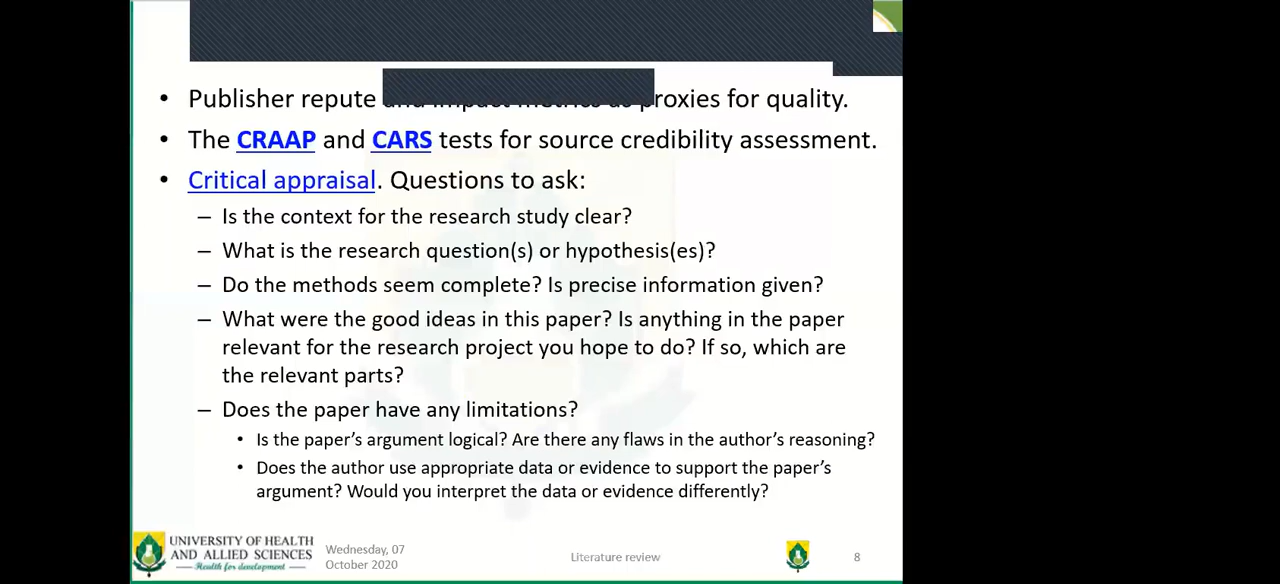 • Publisher repute and impact metrics as proxies for quality.
• The CRAAP and CARS tests for source credibility assessment.
• Critical appraisal. Questions to ask:
– Is the context for the research study clear?
– What is the research question(s) or hypothesis(es)?
– Do the methods seem complete? Is precise information given?
– What were the good ideas in this paper? Is anything in the paper
relevant for the research project you hope to do? If so, which are
the relevant parts?
– Does the paper have any limitations?
• Is the paper’s argument logical? Are there any flaws in the author’s reasoning?
• Does the author use appropriate data or evidence to support the paper’s
argument? Would you interpret the data or evidence differently?
UNIVERSITY OF HEALTH
AND ALLIED SCIENCES
Health for development
Wednesday, 07
October 2020
Literature review
8